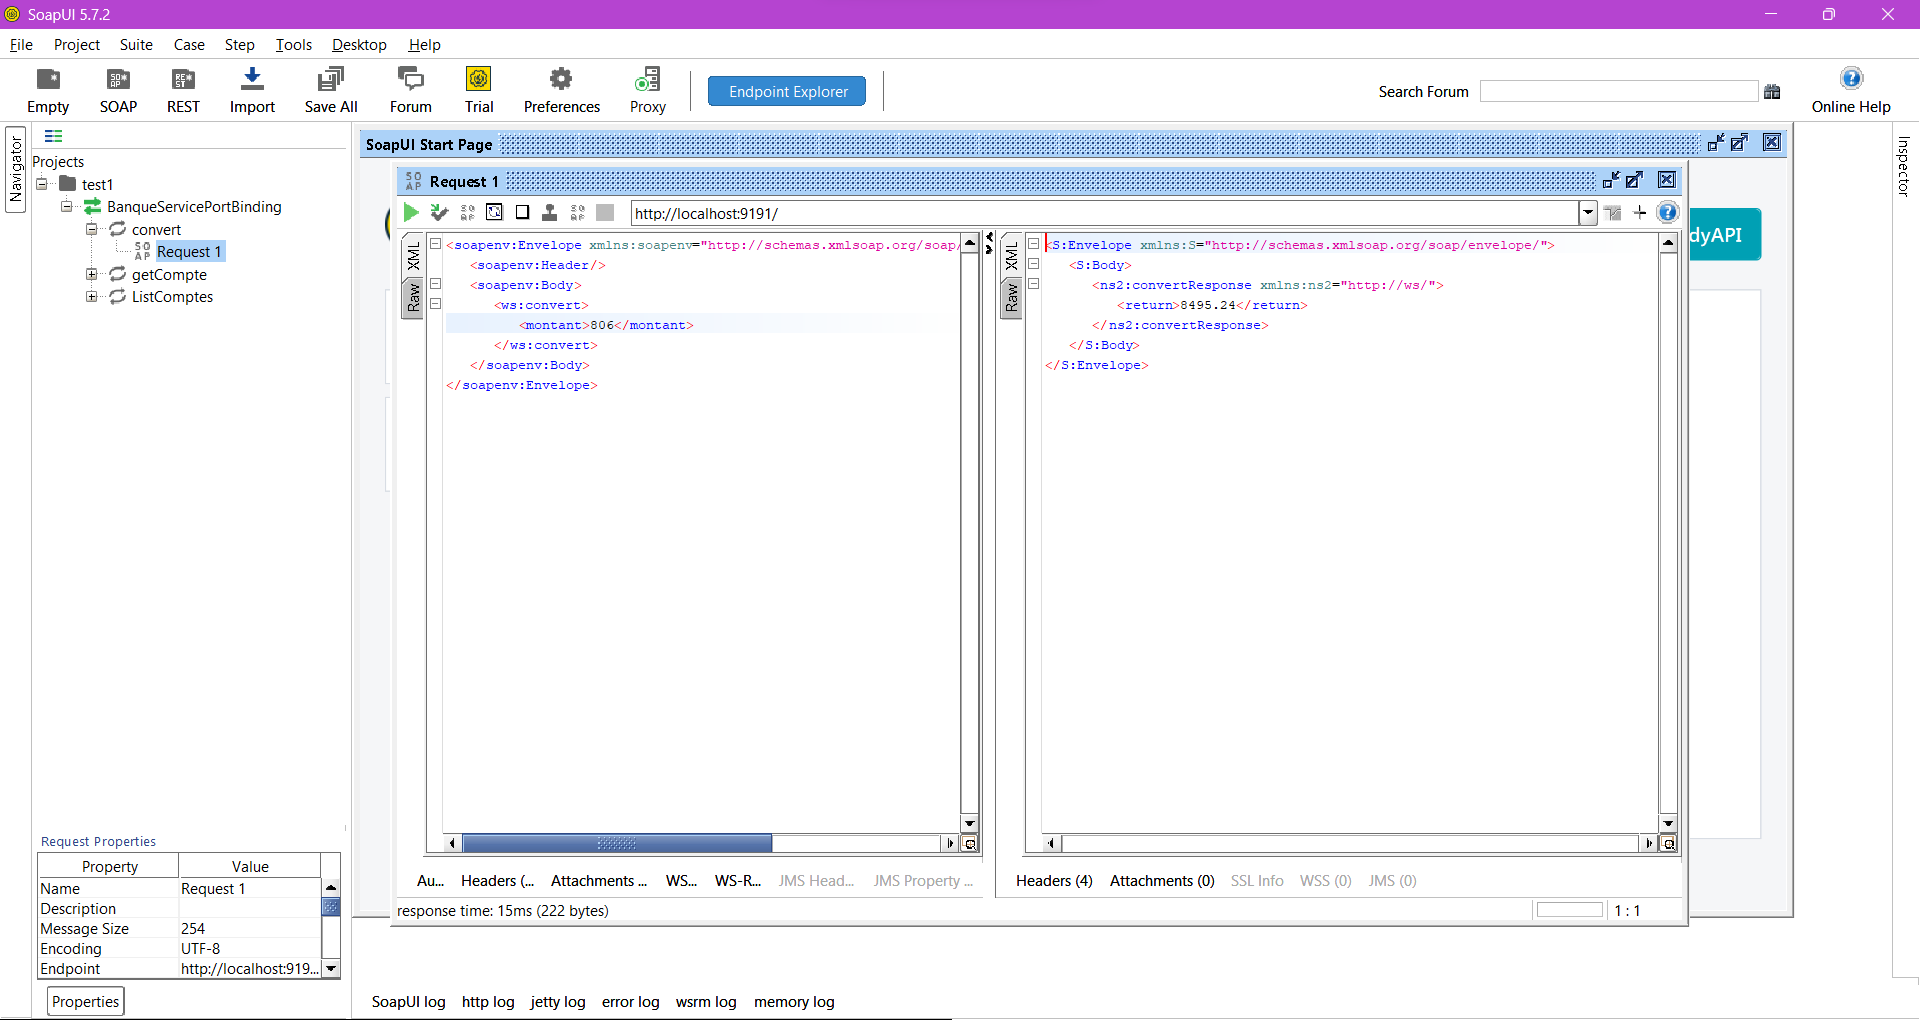 SoapUI 5.7.2
File Project Suite Case Step Tools Desktop Help
Empty SOAP REST Import Save All Forum Trial Preferences Proxy
Endpoint Explorer
Search Forum
Online Help
Navigator
Inspector
Projects
test1
BanqueServicePortBinding
convert
SOAP Request 1
getCompte
ListComptes
SoapUI Start Page
SOAP Request 1
http://localhost:9191/
dyAPI
XML
Raw
<soapenv:Envelope xmlns:soapenv="http://schemas.xmlsoap.org/soap/
<soapenv:Header/>
<soapenv:Body>
<ws:convert>
<montant>806</montant>
</ws:convert>
</soapenv:Body>
</soapenv:Envelope>
XML
Raw
<S:Envelope xmlns:S="http://schemas.xmlsoap.org/soap/envelope/">
<S:Body>
<ns2:convertResponse xmlns:ns2="http://ws/">
<return>8495.24</return>
</ns2:convertResponse>
</S:Body>
</S:Envelope>
Au... Headers (... Attachments ... WS... WS-R... JMS Head... JMS Property ...
Headers (4) Attachments (0) SSL Info WSS (0) JMS (0)
response time: 15ms (222 bytes)
1 : 1
Request Properties
Property Value
Name Request 1
Description
Message Size 254
Encoding UTF-8
Endpoint http://localhost:919...
Properties
SoapUI log http log jetty log error log wsrm log memory log